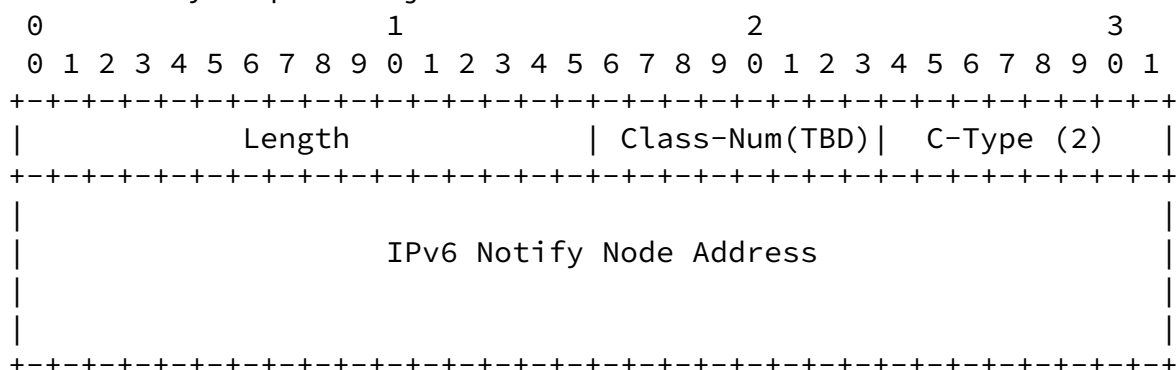 0                   1                   2                   3
 0 1 2 3 4 5 6 7 8 9 0 1 2 3 4 5 6 7 8 9 0 1 2 3 4 5 6 7 8 9 0 1
+-+-+-+-+-+-+-+-+-+-+-+-+-+-+-+-+-+-+-+-+-+-+-+-+-+-+-+-+-+-+-+-+
|            Length             | Class-Num(TBD)|  C-Type (2)   |
+-+-+-+-+-+-+-+-+-+-+-+-+-+-+-+-+-+-+-+-+-+-+-+-+-+-+-+-+-+-+-+-+
|                                                               |
|                    IPv6 Notify Node Address                   |
|                                                               |
|                                                               |
+-+-+-+-+-+-+-+-+-+-+-+-+-+-+-+-+-+-+-+-+-+-+-+-+-+-+-+-+-+-+-+-+